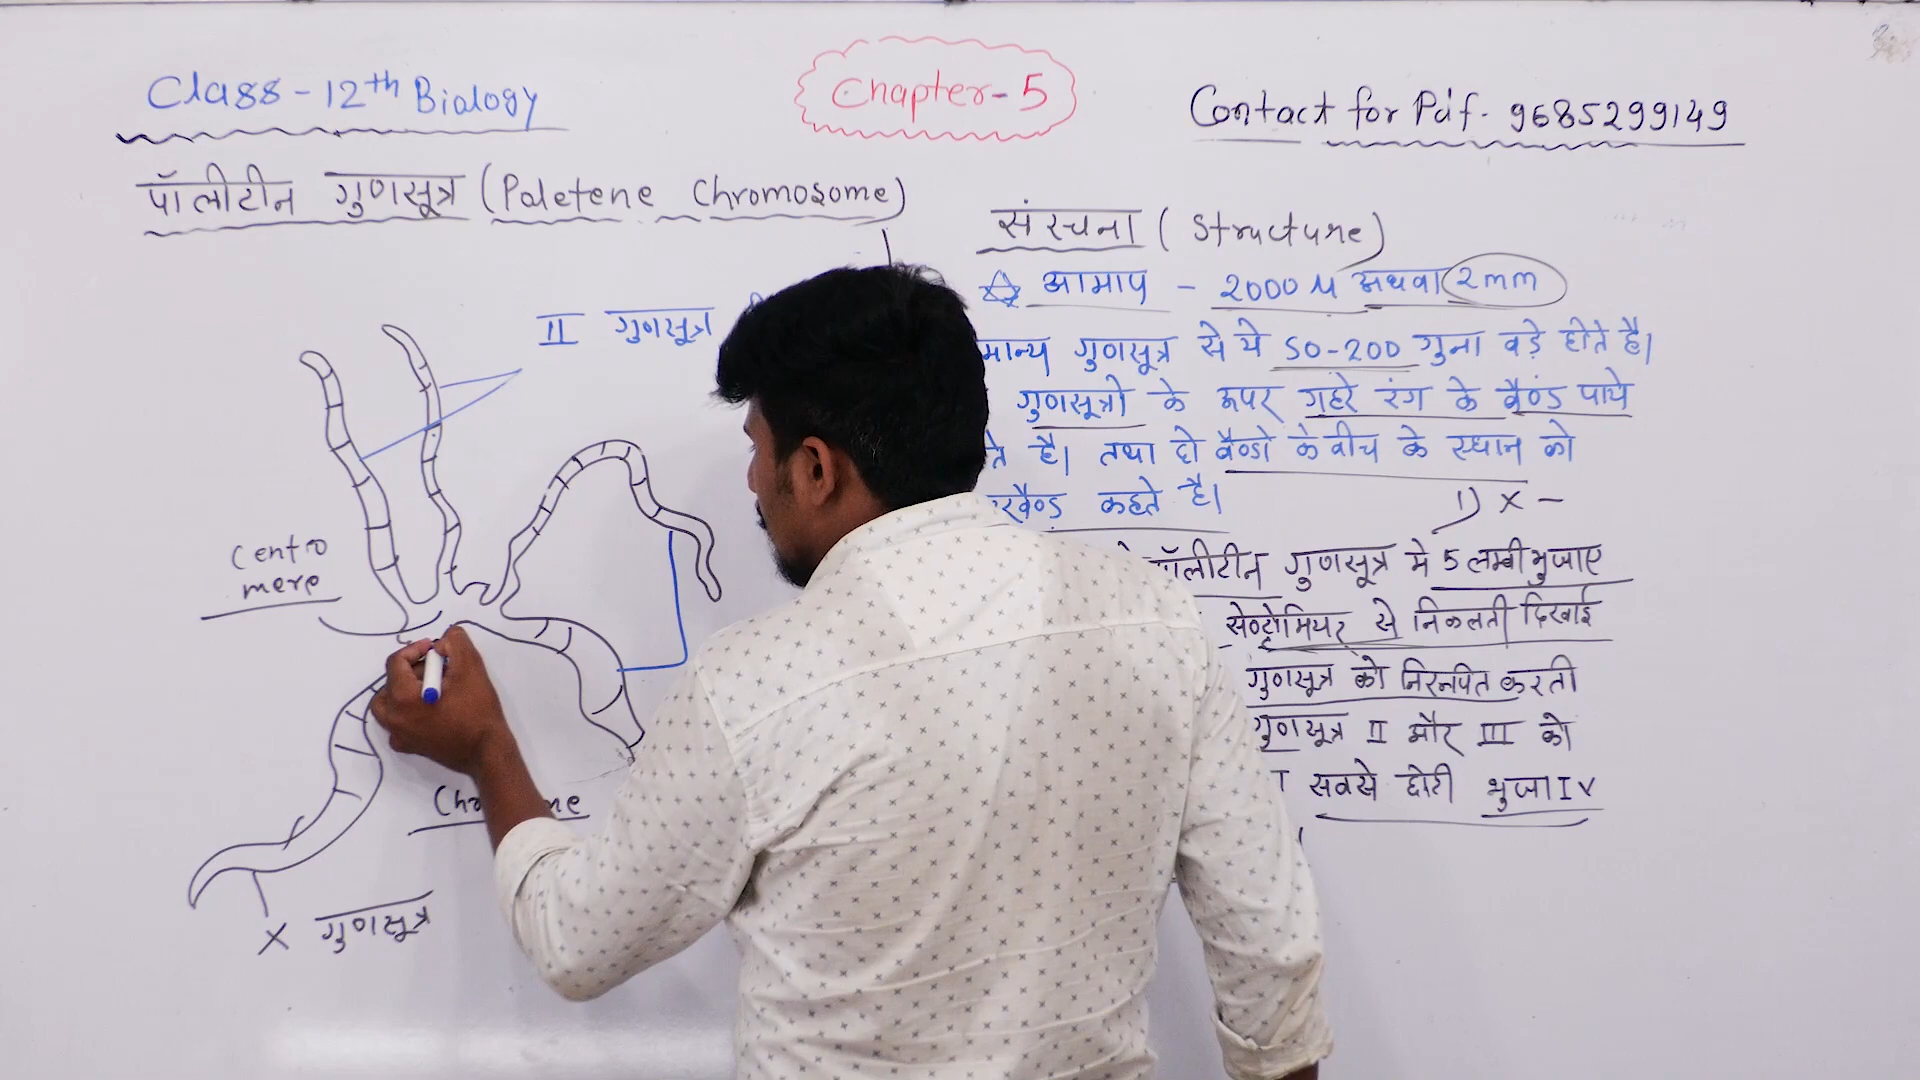 Class - 12th Biology
Chapter - 5
Contact for Pdf - 9685299149
पॉलीटीन गुणसूत्र (Poletene Chromosome)
संरचना (Structure)
आमाप - 2000 µ अथवा 2mm
मान्य गुणसूत्र से ये 50-200 गुना बड़े होते है।
गुणसूत्रो के ऊपर गहरे रंग के बैण्ड पाये
ते है। तथा दो बैण्डो के बीच के स्थान को
रबैण्ड कहते है।
1) X -
पॉलीटीन गुणसूत्र मे 5 लम्बी भुजाए
सेण्ट्रोमियर से निकलती दिखाई
गुणसूत्र को निरूपित करती
गुणसूत्र II और III को
सबसे छोटी भुजा IV
II गुणसूत्र
Centro
mere
X गुणसूत्र